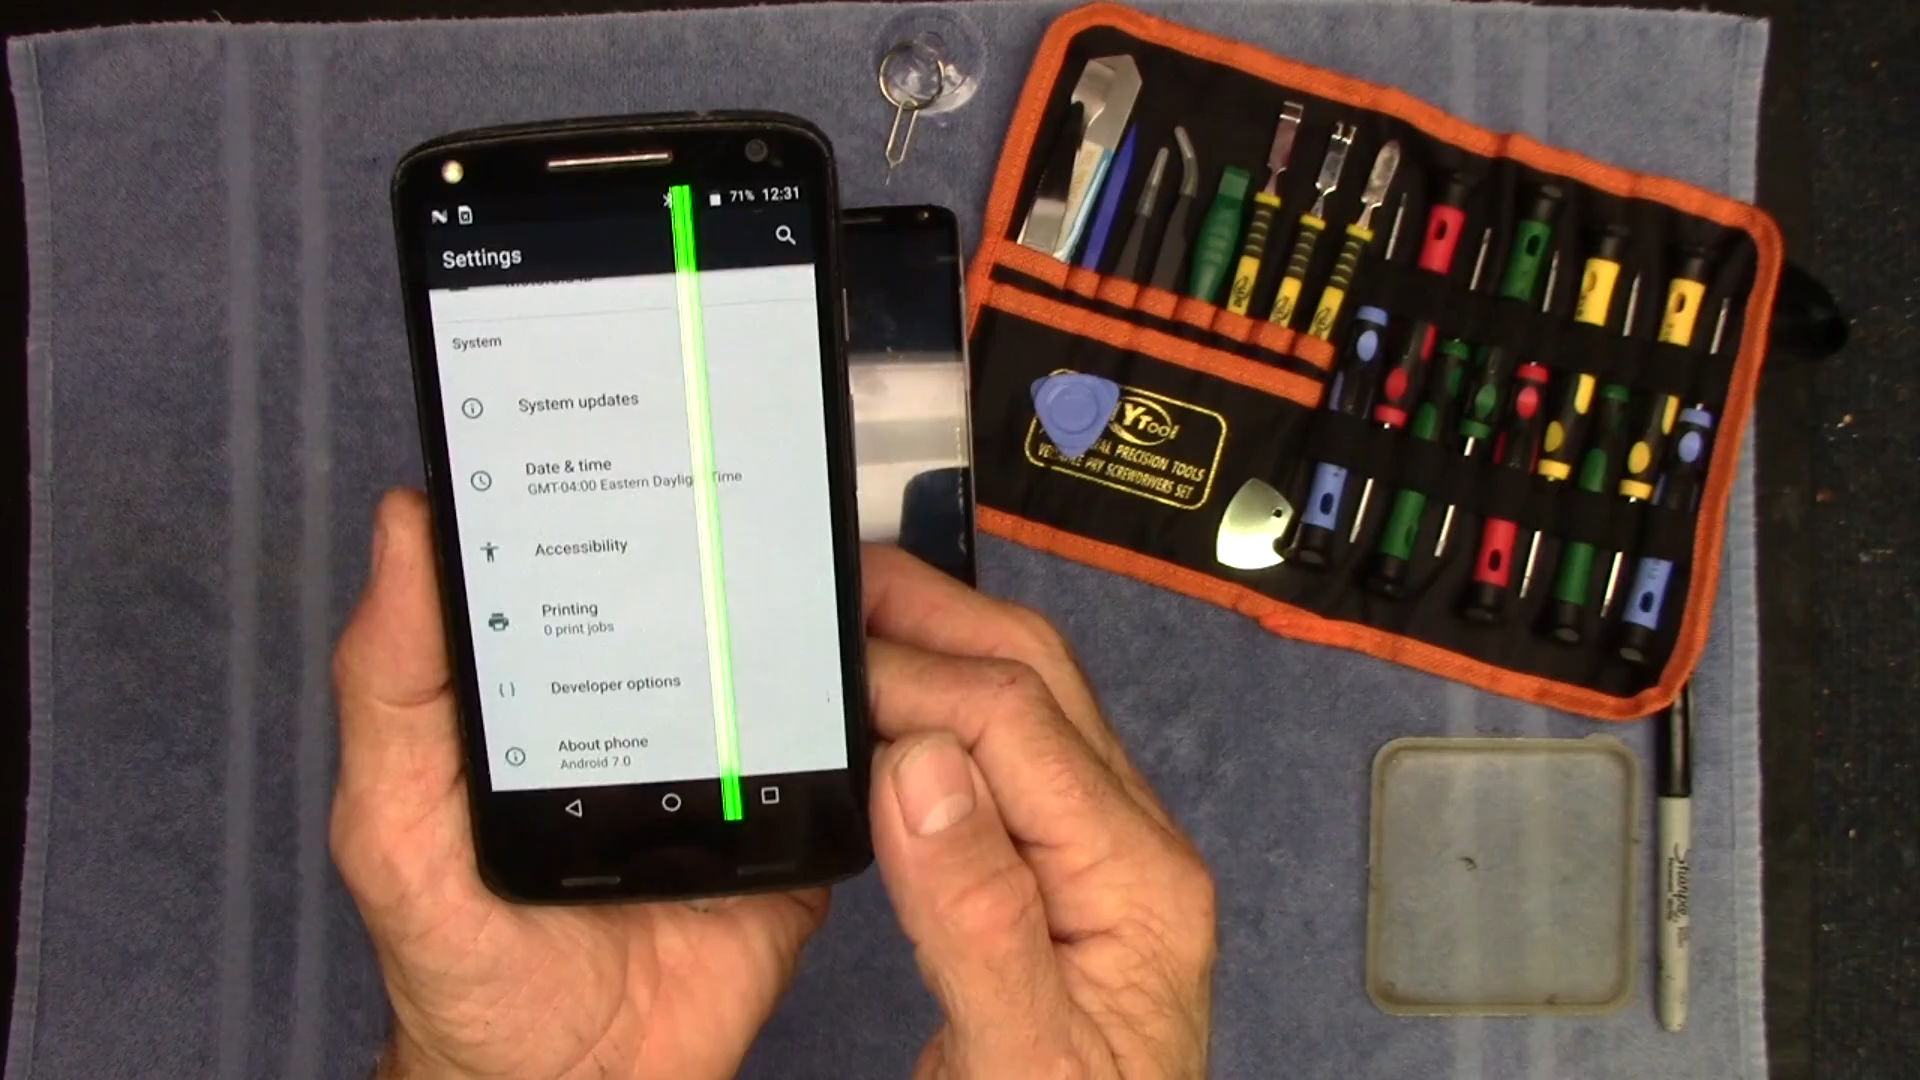 71% 12:31
Settings
System
System updates
Date & time
GMT-04:00 Eastern Daylig Time
Accessibility
Printing
0 print jobs
{ } Developer options
About phone
Android 7.0
YTool
PRECISION TOOLS
PRY SCREWDRIVERS SET
Sharpie